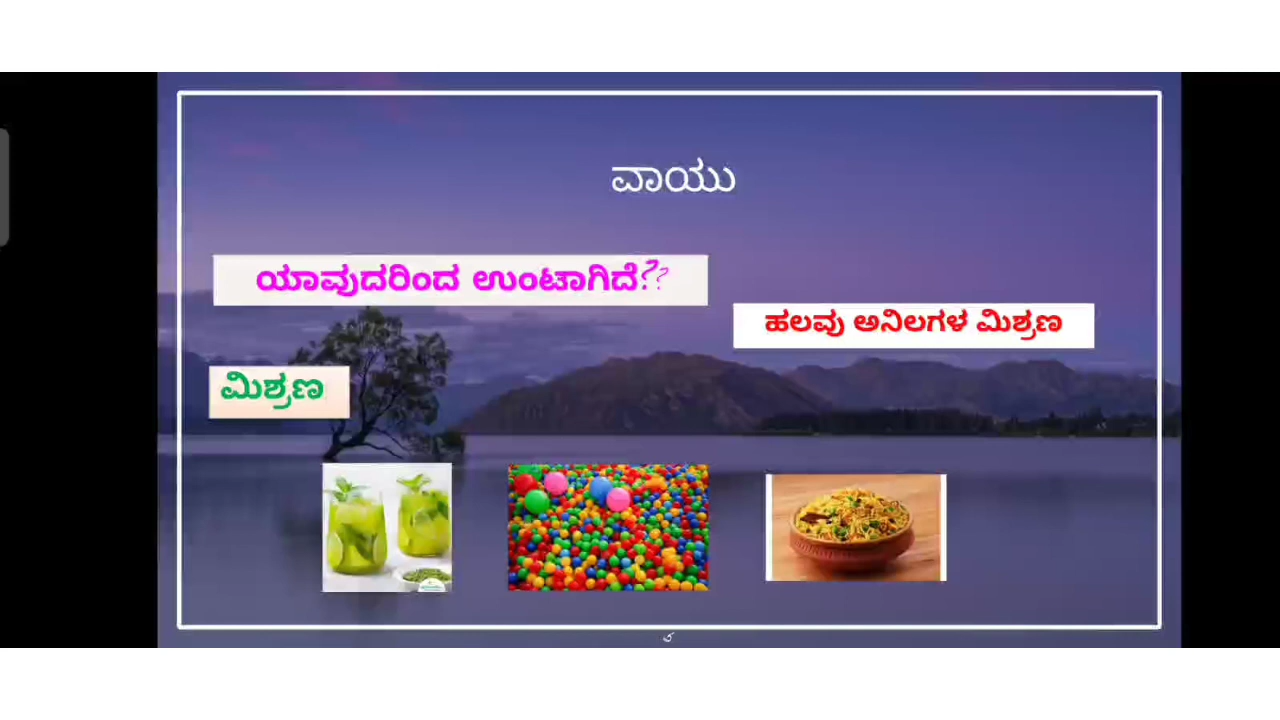 ವಾಯು
ಯಾವುದರಿಂದ ಉಂಟಾಗಿದೆ??
ಹಲವು ಅನಿಲಗಳ ಮಿಶ್ರಣ
ಮಿಶ್ರಣ